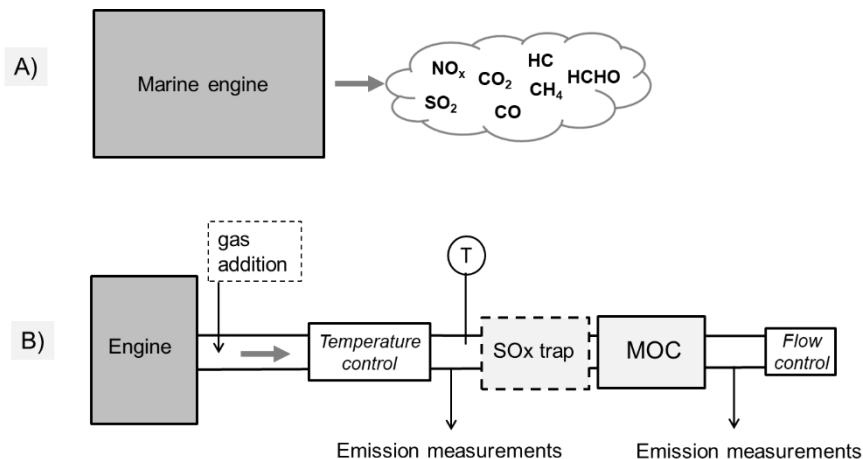 A)
Marine engine
NOₓ
CO₂
HC
HCHO
SO₂
CH₄
CO
B)
gas
addition
Engine
Temperature
control
T
SOx trap
MOC
Flow
control
Emission measurements
Emission measurements